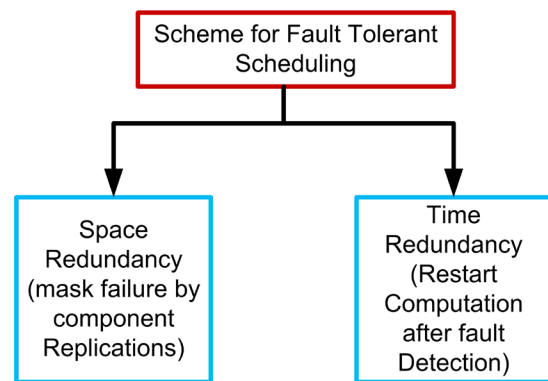 Scheme for Fault Tolerant
Scheduling
Space
Redundancy
(mask failure by
component
Replications)
Time
Redundancy
(Restart
Computation
after fault
Detection)